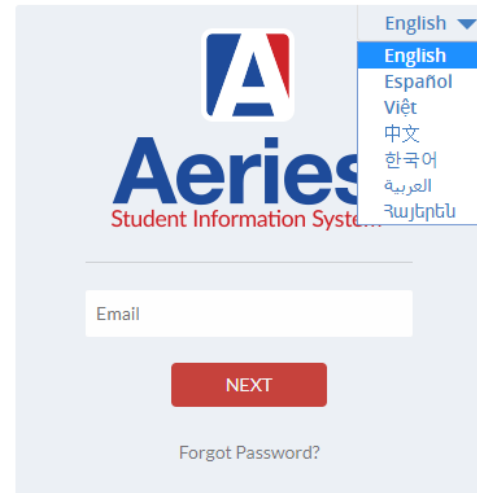 English
English
Español
Việt
中文
한국어
العربية
Հայերեն
Aeries
Student Information System
Email
NEXT
Forgot Password?